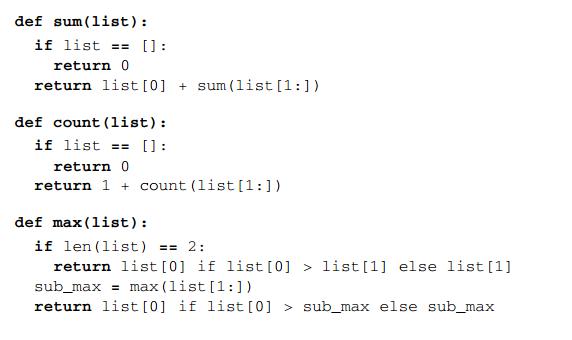 def sum(list):
if list == []:
return 0
return list[0] + sum(list[1:])
def count(list):
if list == []:
return 0
return 1 + count(list[1:])
def max(list):
if len(list) == 2:
return list[0] if list[0] > list[1] else list[1]
sub_max = max(list[1:])
return list[0] if list[0] > sub_max else sub_max